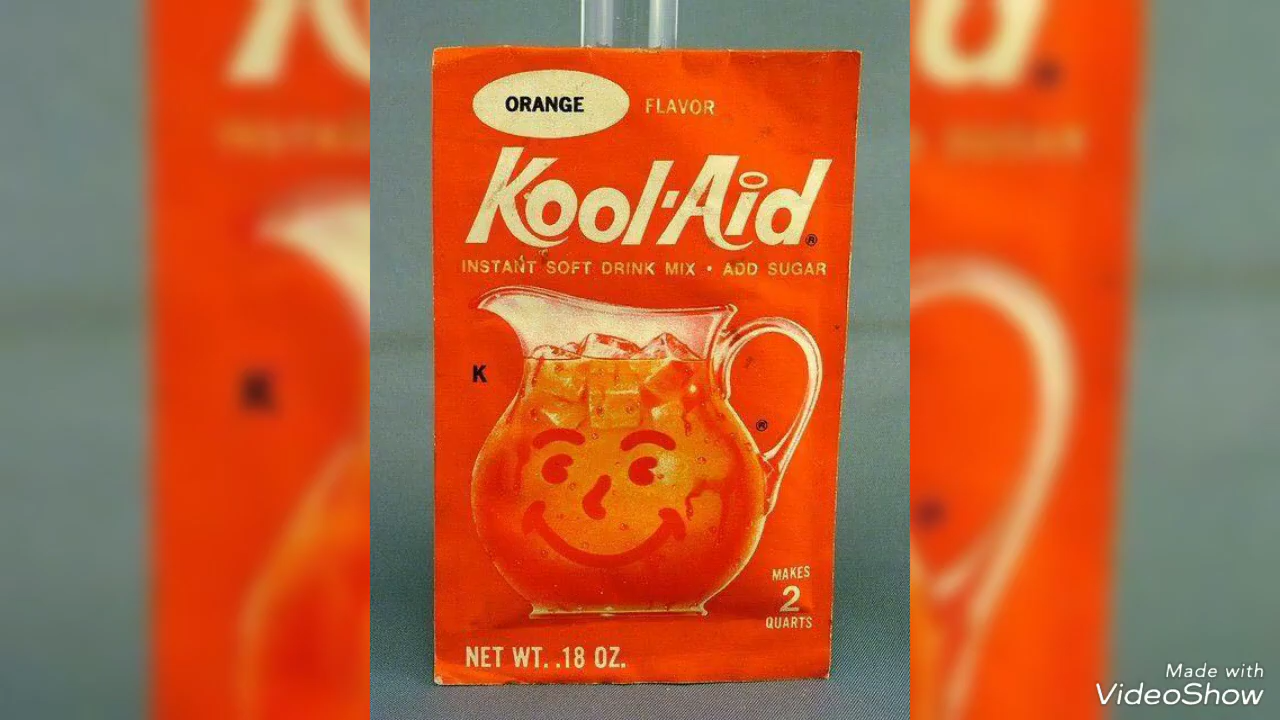 ORANGE FLAVOR
Kool-Aid®
INSTANT SOFT DRINK MIX • ADD SUGAR
K
®
MAKES
2
QUARTS
NET WT. .18 OZ.
Made with
VideoShow